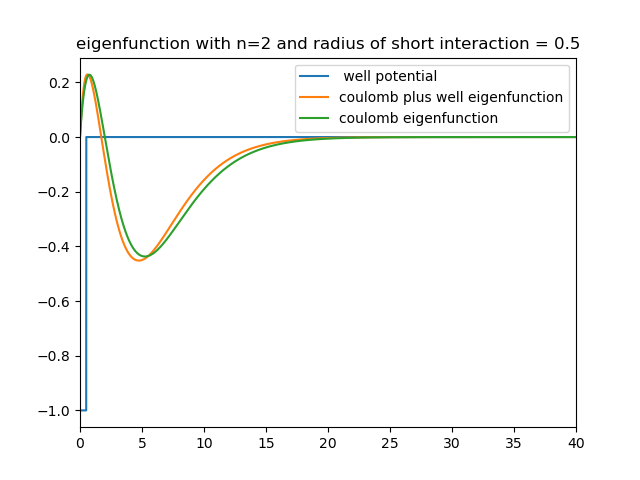 eigenfunction with n=2 and radius of short interaction = 0.5
well potential
coulomb plus well eigenfunction
coulomb eigenfunction
0.2
0.0
−0.2
−0.4
−0.6
−0.8
−1.0
0 5 10 15 20 25 30 35 40